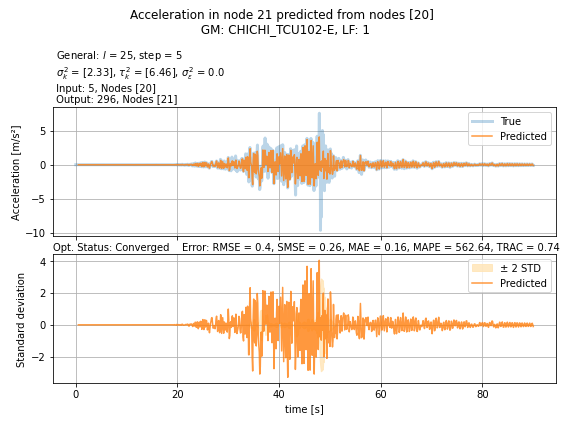 Acceleration in node 21 predicted from nodes [20]
GM: CHICHI_TCU102-E, LF: 1
General: l = 25, step = 5
σ²ₖ = [2.33], τ²ₖ = [6.46], σ²ε = 0.0
Input: 5, Nodes [20]
Output: 296, Nodes [21]
Acceleration [m/s²]
5
0
−5
−10
True
Predicted
Opt. Status: Converged Error: RMSE = 0.4, SMSE = 0.26, MAE = 0.16, MAPE = 562.64, TRAC = 0.74
Standard deviation
4
2
0
−2
± 2 STD
Predicted
0 20 40 60 80
time [s]